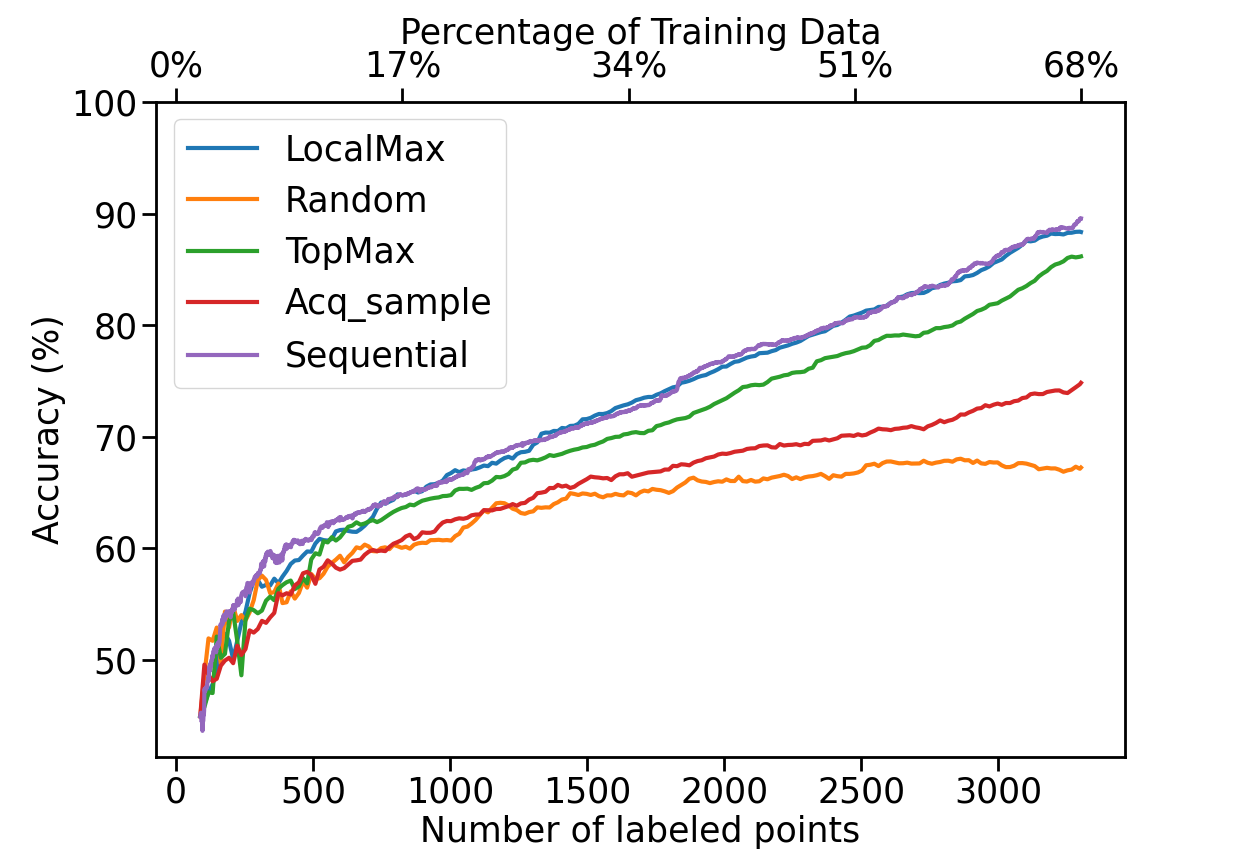 Percentage of Training Data
0% 17% 34% 51% 68%
100
90
80
70
60
50
Accuracy (%)
LocalMax
Random
TopMax
Acq_sample
Sequential
0 500 1000 1500 2000 2500 3000
Number of labeled points